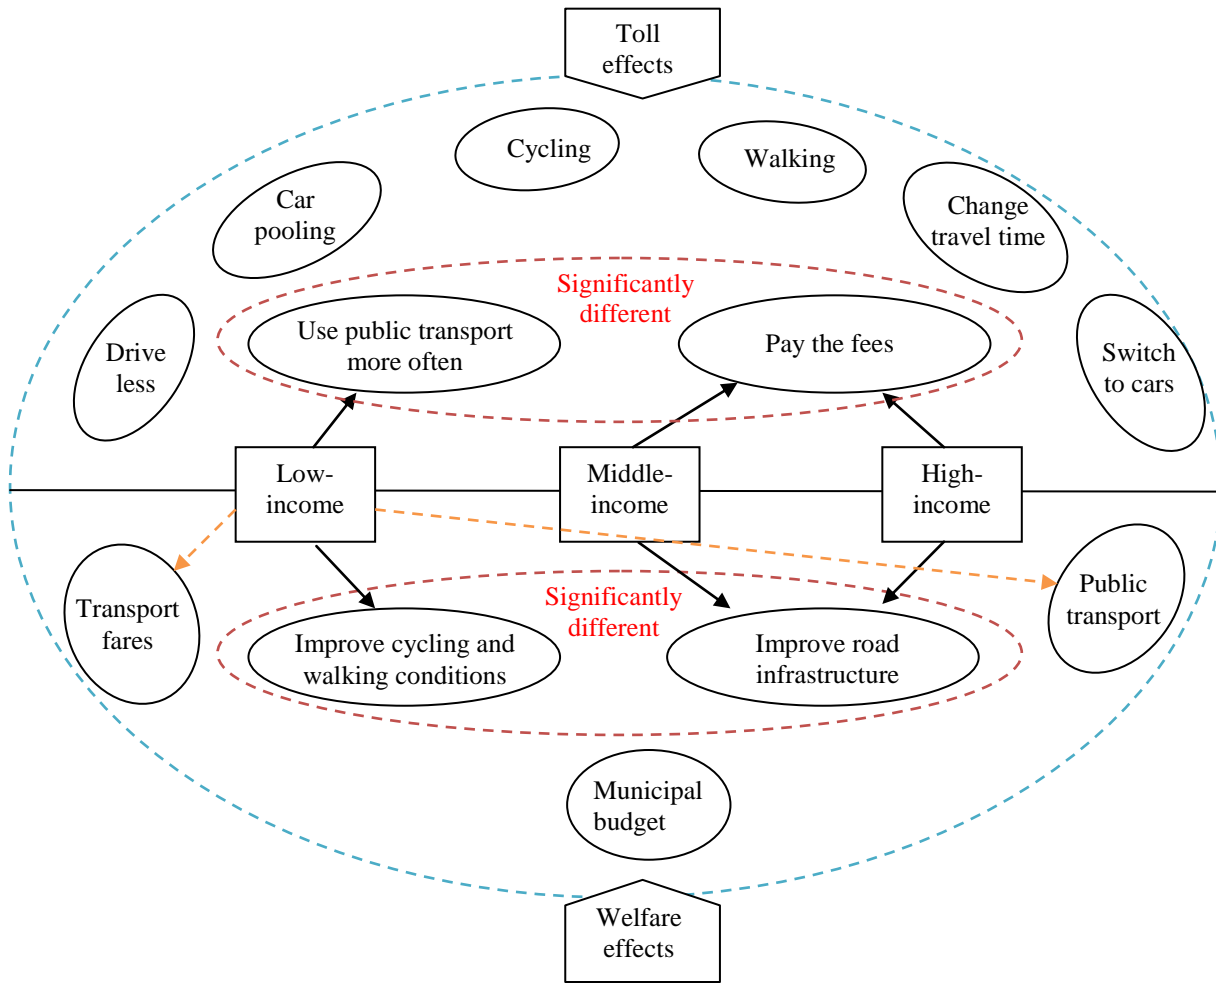 Toll
effects
Cycling
Walking
Car
pooling
Change
travel time
Significantly
different
Use public transport
more often
Pay the fees
Drive
less
Switch
to cars
Low-
income
Middle-
income
High-
income
Transport
fares
Significantly
different
Public
transport
Improve cycling and
walking conditions
Improve road
infrastructure
Municipal
budget
Welfare
effects